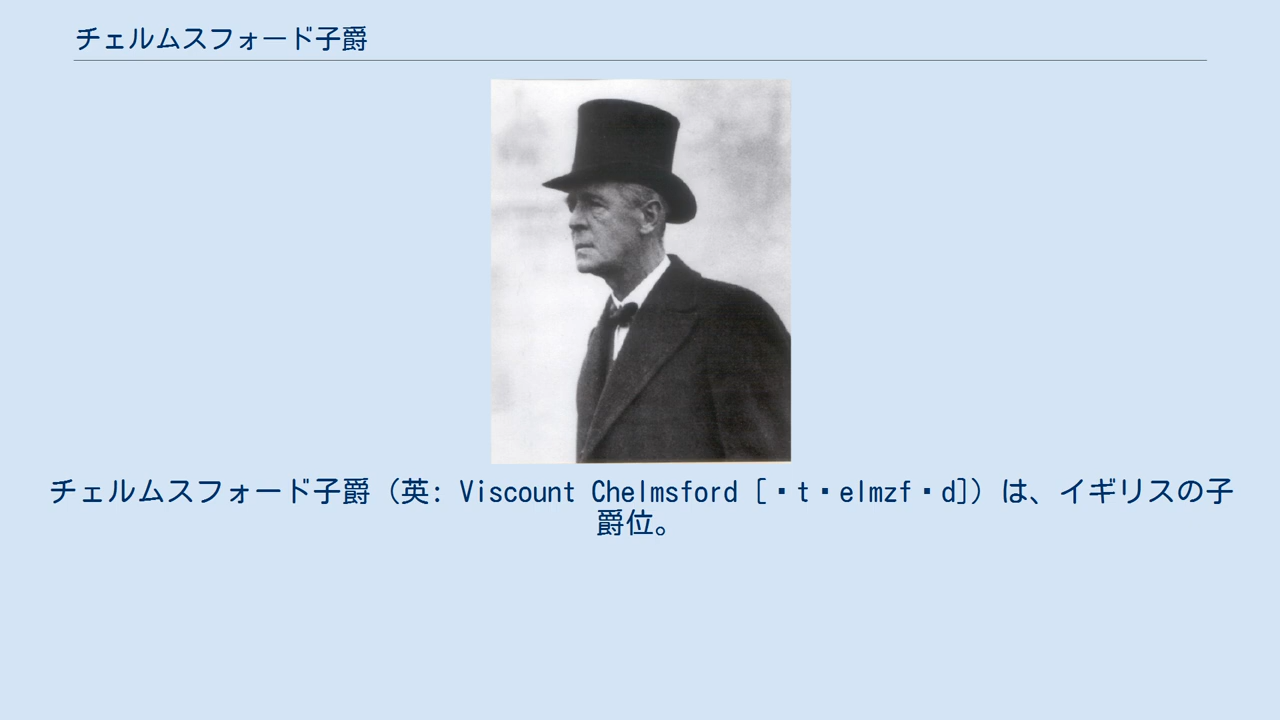 チェルムスフォード子爵
チェルムスフォード子爵（英: Viscount Chelmsford [・t・elmzf・d]）は、イギリスの子
爵位。